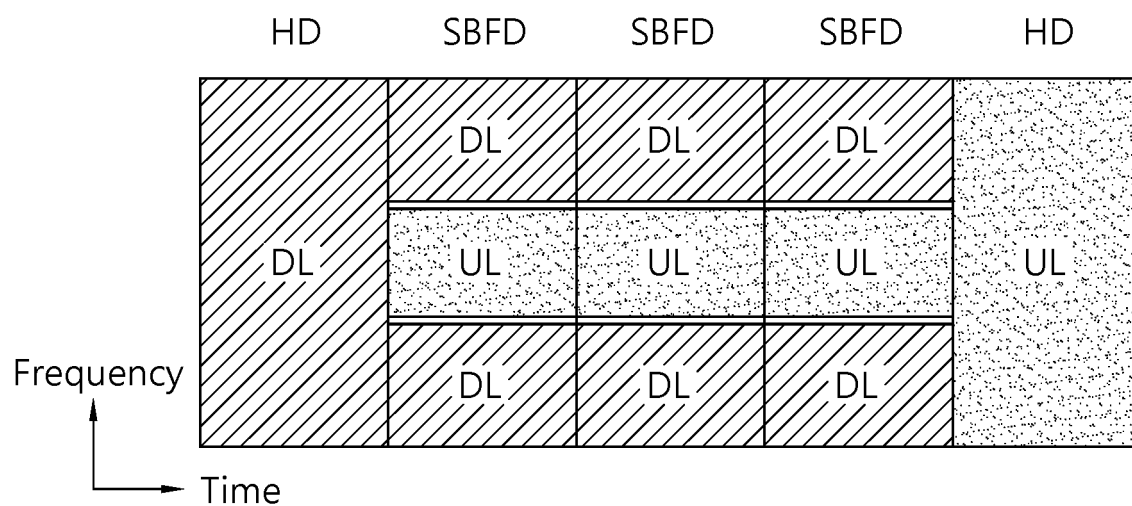 HD SBFD SBFD SBFD HD
DL DL DL
DL UL UL UL UL
DL DL DL
Frequency
Time